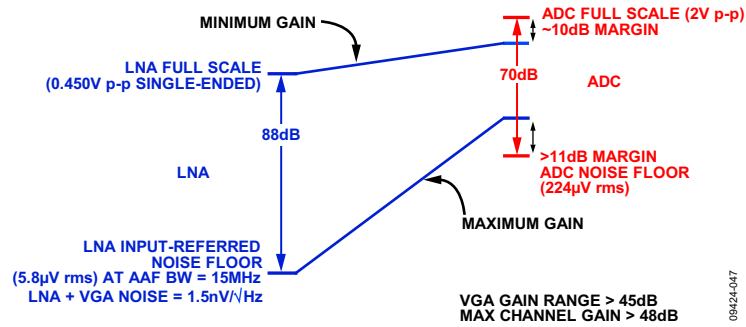 MINIMUM GAIN
ADC FULL SCALE (2V p-p)
~10dB MARGIN
LNA FULL SCALE
(0.450V p-p SINGLE-ENDED)
70dB
ADC
88dB
LNA
>11dB MARGIN
ADC NOISE FLOOR
(224µV rms)
MAXIMUM GAIN
LNA INPUT-REFERRED
NOISE FLOOR
(5.8µV rms) AT AAF BW = 15MHz
LNA + VGA NOISE = 1.5nV/√Hz
VGA GAIN RANGE > 45dB
MAX CHANNEL GAIN > 48dB
09424-047